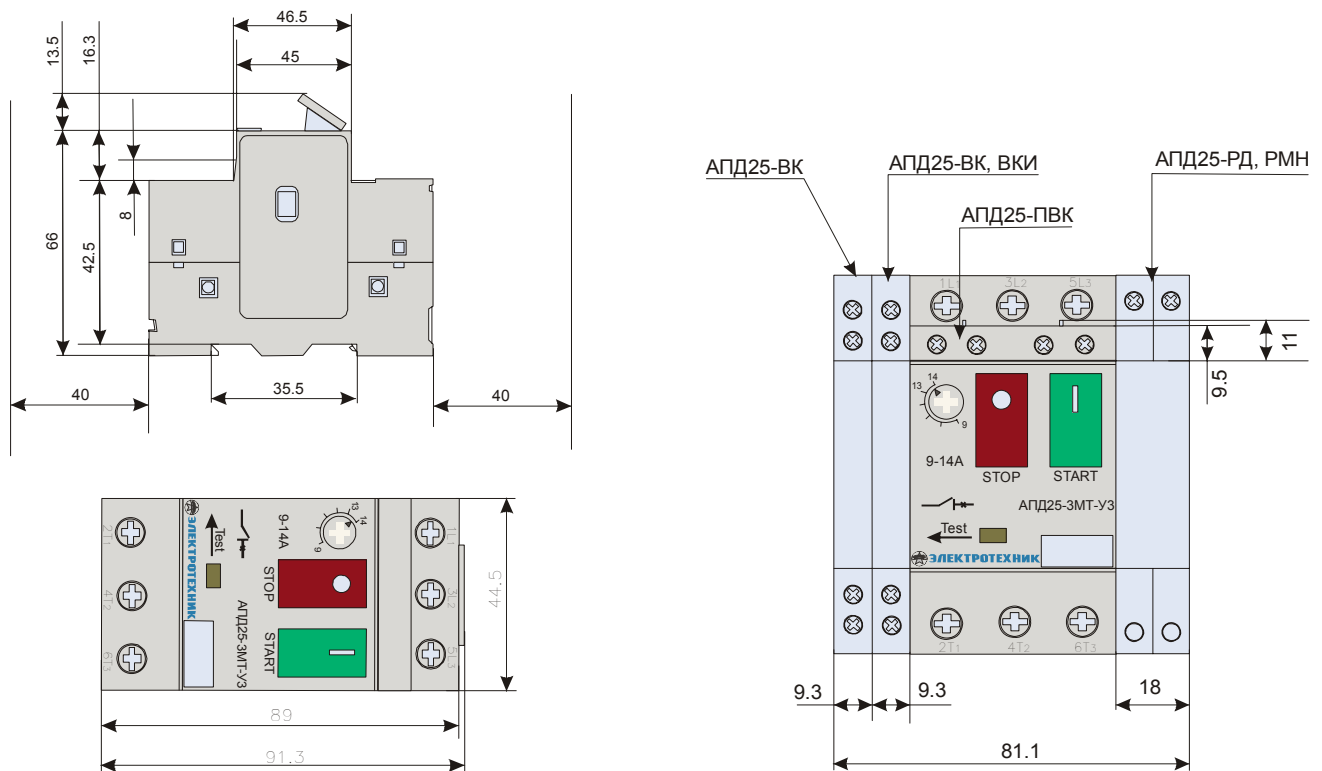 46.5
45
13.5
16.3
8
66
42.5
40
35.5
40
2T1
4T2
6T3
ЭЛЕКТРОТЕХНИК
Test
9-14А
13
14
9
STOP
START
АПД25-3МТ-У3
1L1
3L2
5L3
44.5
89
91.3
АПД25-ВК
АПД25-ВК, ВКИ
АПД25-РД, РМН
АПД25-ПВК
1L1
3L2
5L3
11
9.5
14
13
9
9-14А
STOP
START
АПД25-3МТ-У3
Test
ЭЛЕКТРОТЕХНИК
2T1
4T2
6T3
9.3
9.3
18
81.1